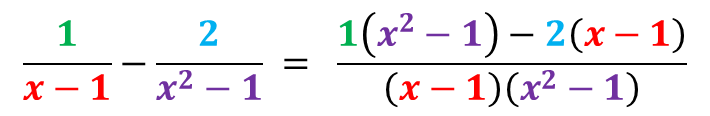 1/(x − 1) − 2/(x² − 1) = (1(x² − 1) − 2(x − 1))/((x − 1)(x² − 1))